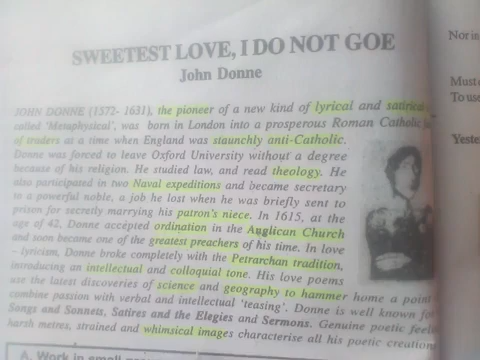 SWEETEST LOVE, I DO NOT GOE
John Donne
JOHN DONNE (1572- 1631), the pioneer of a new kind of lyrical and satirical
called 'Metaphysical', was born in London into a prosperous Roman Catholic
of traders at a time when England was staunchly anti-Catholic.
Donne was forced to leave Oxford University without a degree
because of his religion. He studied law, and read theology. He
also participated in two Naval expeditions and became secretary
to a powerful noble, a job he lost when he was briefly sent to
prison for secretly marrying his patron's niece. In 1615, at the
age of 42, Donne accepted ordination in the Anglican Church
and soon become one of the greatest preachers of his time. In love
- lyricism, Donne broke completely with the Petrarchan tradition,
introducing an intellectual and colloquial tone. His love poems
use the latest discoveries of science and geography to hammer home a point
combine passion with verbal and intellectual 'teasing'. Donne is well known for
Songs and Sonnets, Satires and the Elegies and Sermons. Genuine poetic
harsh metres, strained and whimsical images characterise all his poetic creation
A. Work in small
Nor in
Must
To use
Yeste